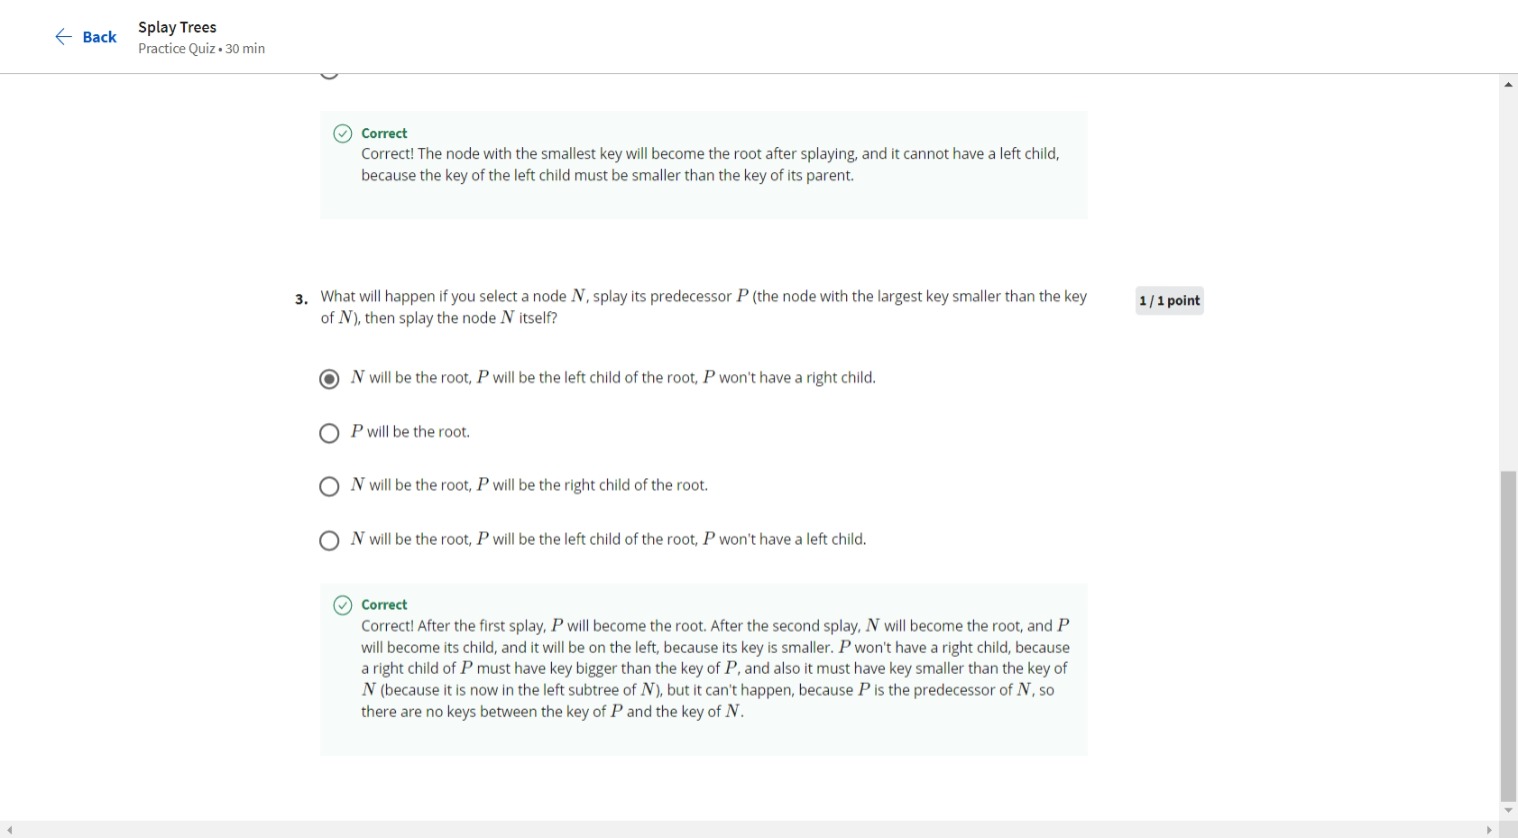 Back
Splay Trees
Practice Quiz • 30 min
Correct
Correct! The node with the smallest key will become the root after splaying, and it cannot have a left child,
because the key of the left child must be smaller than the key of its parent.
3. What will happen if you select a node N, splay its predecessor P (the node with the largest key smaller than the key
of N), then splay the node N itself?
1 / 1 point
N will be the root, P will be the left child of the root, P won't have a right child.
P will be the root.
N will be the root, P will be the right child of the root.
N will be the root, P will be the left child of the root, P won't have a left child.
Correct
Correct! After the first splay, P will become the root. After the second splay, N will become the root, and P
will become its child, and it will be on the left, because its key is smaller. P won't have a right child, because
a right child of P must have key bigger than the key of P, and also it must have key smaller than the key of
N (because it is now in the left subtree of N), but it can't happen, because P is the predecessor of N, so
there are no keys between the key of P and the key of N.